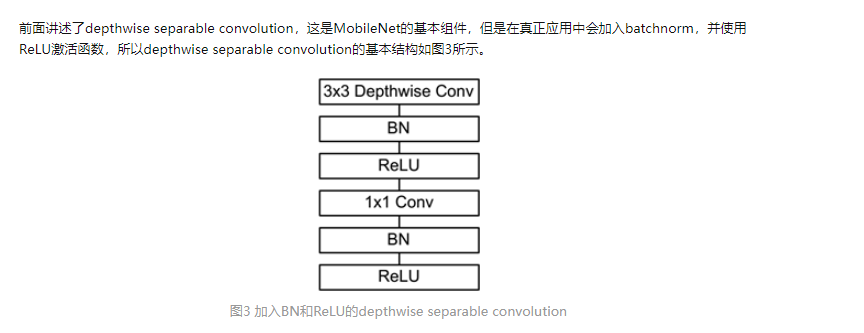 前面讲述了depthwise separable convolution，这是MobileNet的基本组件，但是在真正应用中会加入batchnorm，并使用
ReLU激活函数，所以depthwise separable convolution的基本结构如图3所示。
3x3 Depthwise Conv
BN
ReLU
1x1 Conv
BN
ReLU
图3 加入BN和ReLU的depthwise separable convolution